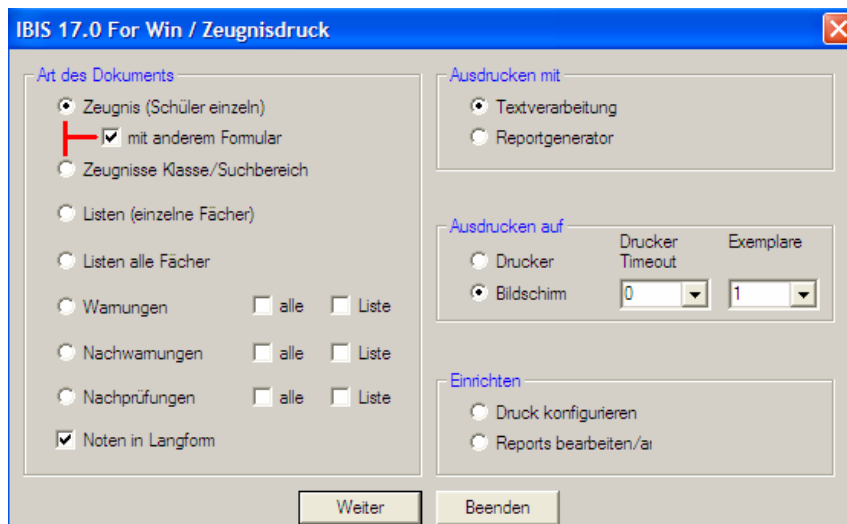 IBIS 17.0 For Win / Zeugnisdruck
Art des Dokuments
Zeugnis (Schüler einzeln)
mit anderem Formular
Zeugnisse Klasse/Suchbereich
Listen (einzelne Fächer)
Listen alle Fächer
Warnungen alle Liste
Nachwarnungen alle Liste
Nachprüfungen alle Liste
Noten in Langform
Ausdrucken mit
Textverarbeitung
Reportgenerator
Ausdrucken auf
Drucker
Bildschirm
Drucker
Timeout
0
Exemplare
1
Einrichten
Druck konfigurieren
Reports bearbeiten/ar
Weiter Beenden